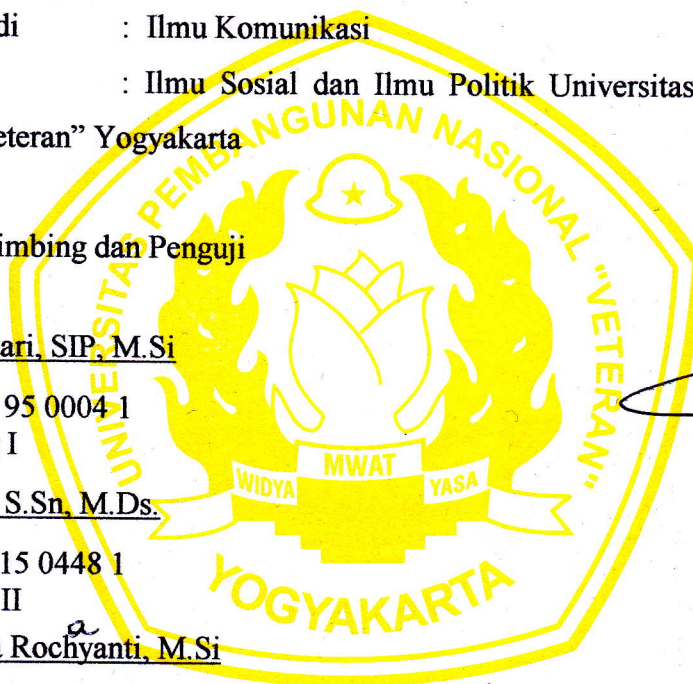 di : Ilmu Komunikasi
: Ilmu Sosial dan Ilmu Politik Universitas
eteran” Yogyakarta
imbing dan Penguji
ari, SIP, M.Si
95 0004 1
I
S.Sn, M.Ds.
15 0448 1
II
Rochyanti, M.Si
a
UNIVERSITAS PEMBANGUNAN NASIONAL "VETERAN"
WIDYA MWAT YASA
YOGYAKARTA